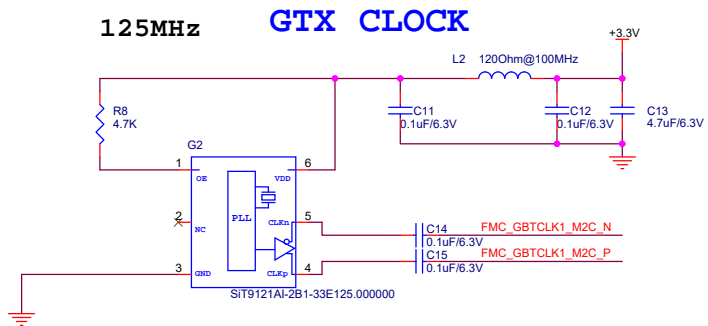 125MHz
GTX CLOCK
+3.3V
L2 120Ohm@100MHz
R8
4.7K
C11
0.1uF/6.3V
C12
0.1uF/6.3V
C13
4.7uF/6.3V
G2
1
OE
VDD
6
2
NC
PLL
CLKn
5
3
GND
CLKp
4
SiT9121AI-2B1-33E125.000000
C14
0.1uF/6.3V
FMC_GBTCLK1_M2C_N
C15
0.1uF/6.3V
FMC_GBTCLK1_M2C_P